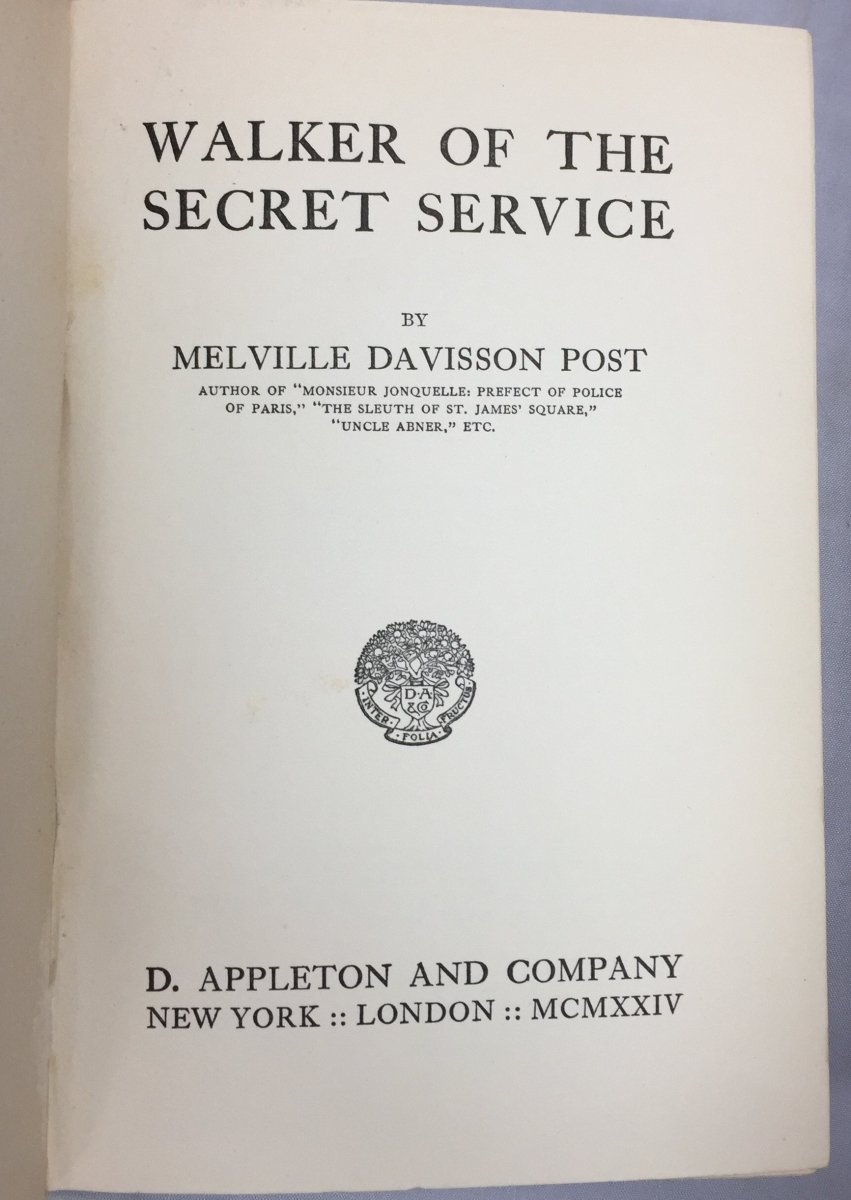 WALKER OF THE
SECRET SERVICE
BY
MELVILLE DAVISSON POST
AUTHOR OF "MONSIEUR JONQUELLE: PREFECT OF POLICE
OF PARIS," "THE SLEUTH OF ST. JAMES' SQUARE,"
"UNCLE ABNER," ETC.
D·A
& Co
·INTER·
·FOLIA·
FRUCTUS·
D. APPLETON AND COMPANY
NEW YORK :: LONDON :: MCMXXIV